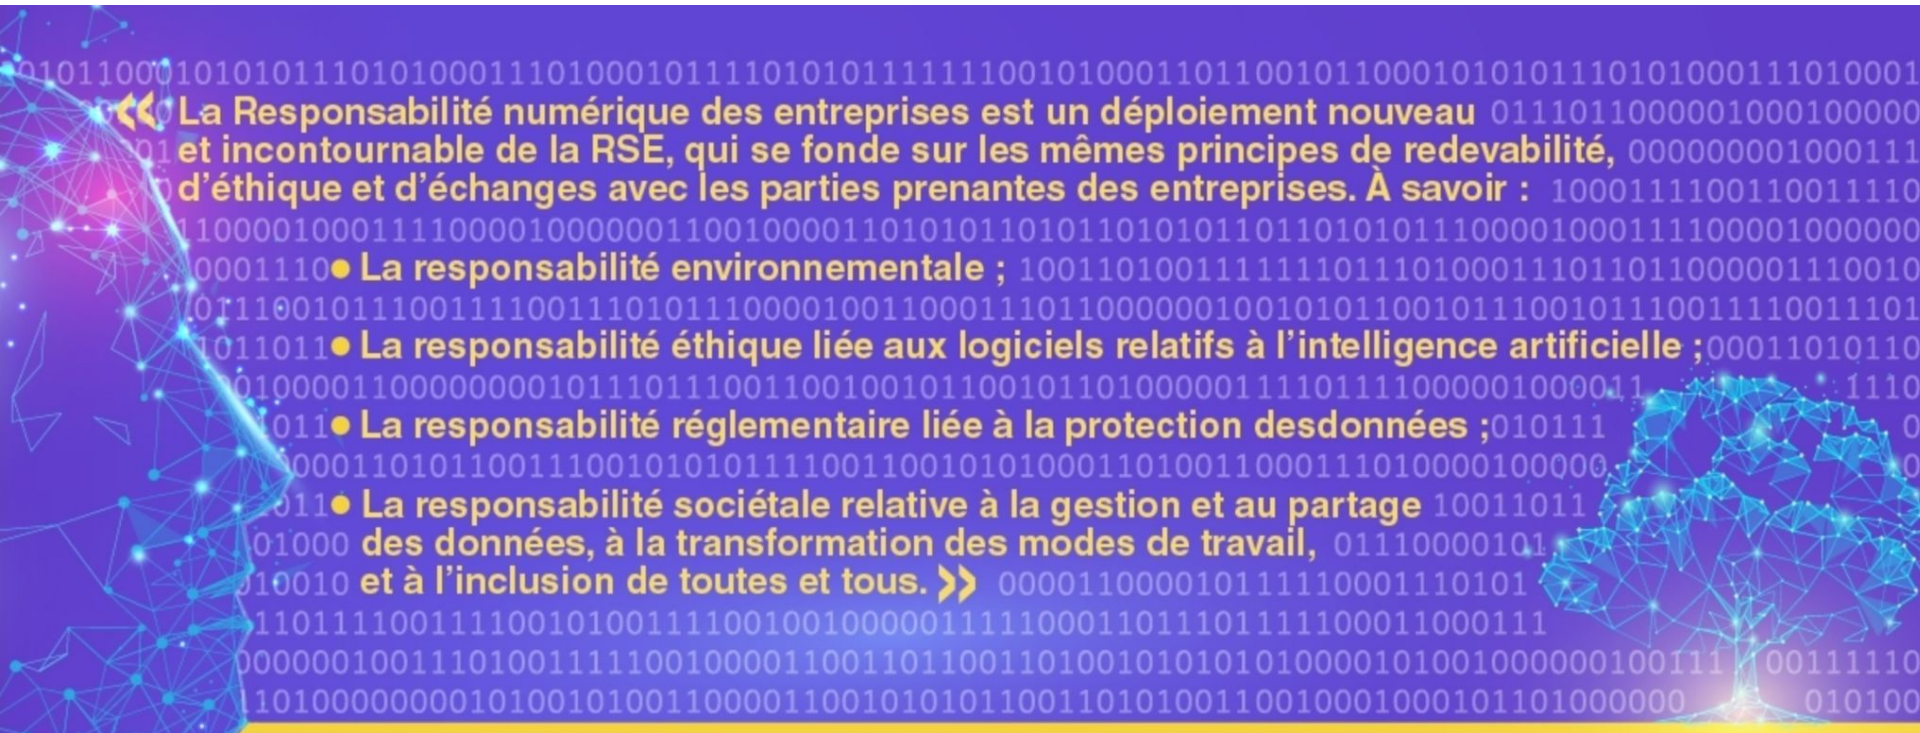 « La Responsabilité numérique des entreprises est un déploiement nouveau
et incontournable de la RSE, qui se fonde sur les mêmes principes de redevabilité,
d’éthique et d’échanges avec les parties prenantes des entreprises. À savoir :
● La responsabilité environnementale ;
● La responsabilité éthique liée aux logiciels relatifs à l’intelligence artificielle ;
● La responsabilité réglementaire liée à la protection desdonnées ;
● La responsabilité sociétale relative à la gestion et au partage
des données, à la transformation des modes de travail,
et à l’inclusion de toutes et tous. »